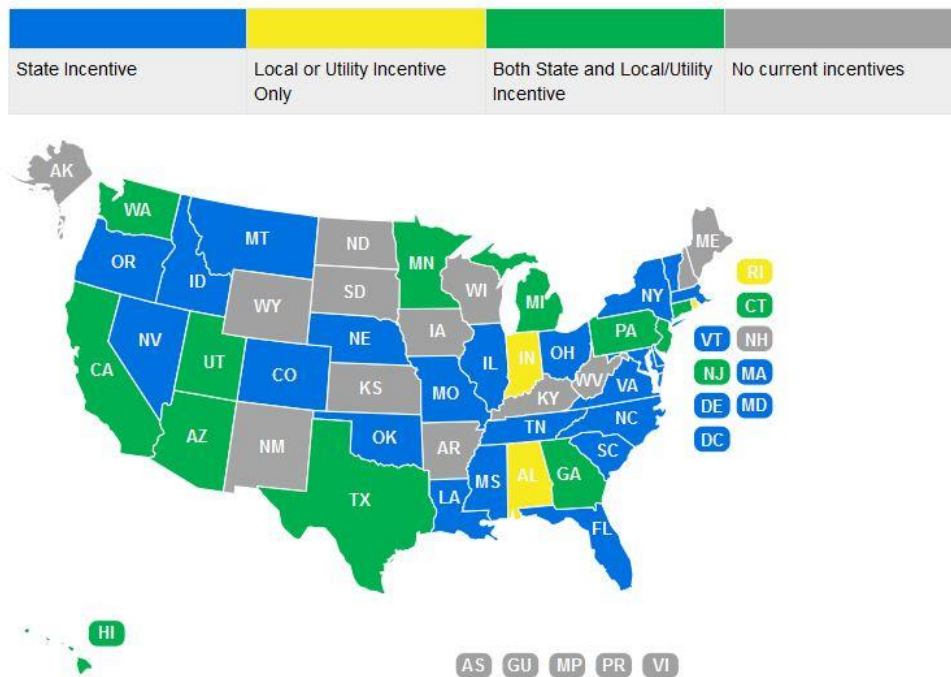 State Incentive
Local or Utility Incentive
Only
Both State and Local/Utility
Incentive
No current incentives
AK
WA
MT
ND
MN
ME
OR
ID
SD
WI
MI
NY
RI
WY
CT
IA
PA
NV
NE
VT
NH
UT
CO
IL
IN
OH
CA
KS
MO
WV
VA
NJ
MA
KY
NC
DE
MD
TN
AZ
NM
OK
AR
SC
DC
TX
LA
MS
AL
GA
FL
HI
AS
GU
MP
PR
VI